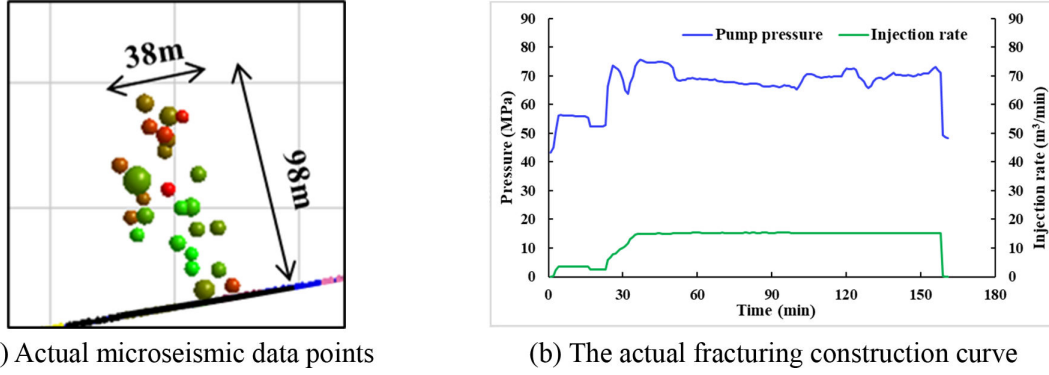 38m
98m
) Actual microseismic data points
Pump pressure
Injection rate
Pressure (MPa)
90
80
70
60
50
40
30
20
10
0
90
80
70
60
50
40
30
20
10
0
Injection rate (m³/min)
0 30 60 90 120 150 180
Time (min)
(b) The actual fracturing construction curve